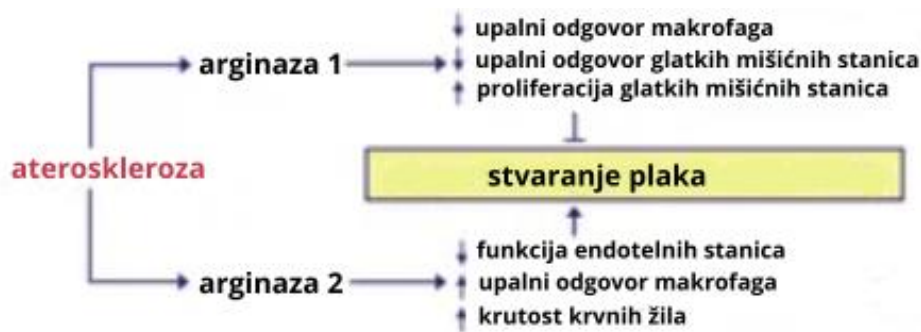 upalni odgovor makrofaga
arginaza 1
upalni odgovor glatkih mišićnih stanica
proliferacija glatkih mišićnih stanica
ateroskleroza
stvaranje plaka
funkcija endotelnih stanica
arginaza 2
upalni odgovor makrofaga
krutost krvnih žila